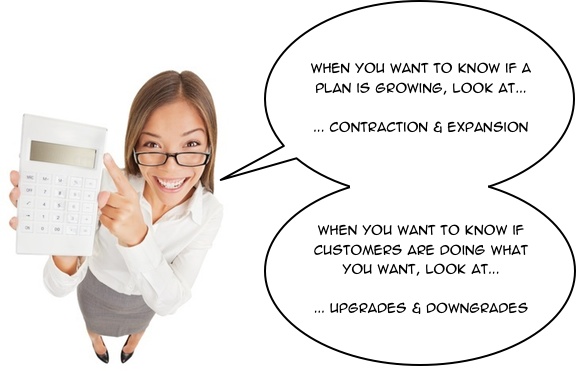 WHEN YOU WANT TO KNOW IF A
PLAN IS GROWING, LOOK AT...
... CONTRACTION & EXPANSION
WHEN YOU WANT TO KNOW IF
CUSTOMERS ARE DOING WHAT
YOU WANT, LOOK AT...
... UPGRADES & DOWNGRADES